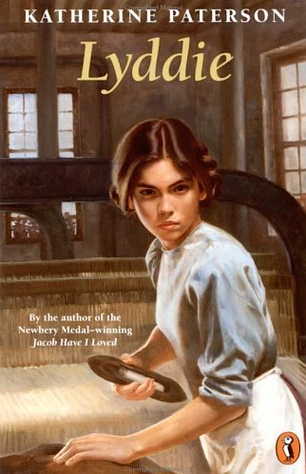 KATHERINE PATERSON
Lyddie
By the author of the
Newbery Medal–winning
Jacob Have I Loved